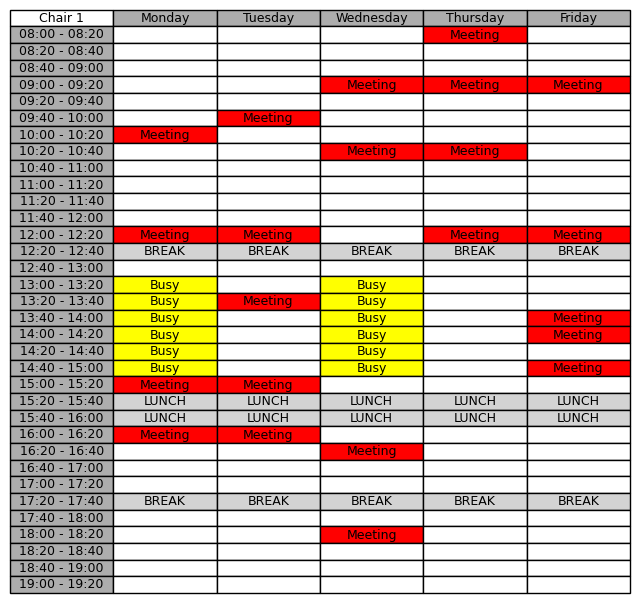 Chair 1 Monday Tuesday Wednesday Thursday Friday
08:00 - 08:20 Meeting
08:20 - 08:40
08:40 - 09:00
09:00 - 09:20 Meeting Meeting Meeting
09:20 - 09:40
09:40 - 10:00 Meeting
10:00 - 10:20 Meeting
10:20 - 10:40 Meeting Meeting
10:40 - 11:00
11:00 - 11:20
11:20 - 11:40
11:40 - 12:00
12:00 - 12:20 Meeting Meeting Meeting Meeting
12:20 - 12:40 BREAK BREAK BREAK BREAK BREAK
12:40 - 13:00
13:00 - 13:20 Busy Busy
13:20 - 13:40 Busy Meeting Busy
13:40 - 14:00 Busy Busy Meeting
14:00 - 14:20 Busy Busy Meeting
14:20 - 14:40 Busy Busy
14:40 - 15:00 Busy Busy Meeting
15:00 - 15:20 Meeting Meeting
15:20 - 15:40 LUNCH LUNCH LUNCH LUNCH LUNCH
15:40 - 16:00 LUNCH LUNCH LUNCH LUNCH LUNCH
16:00 - 16:20 Meeting Meeting
16:20 - 16:40 Meeting
16:40 - 17:00
17:00 - 17:20
17:20 - 17:40 BREAK BREAK BREAK BREAK BREAK
17:40 - 18:00
18:00 - 18:20 Meeting
18:20 - 18:40
18:40 - 19:00
19:00 - 19:20